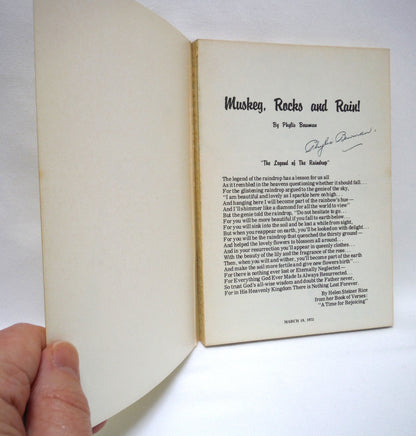 Muskeg, Rocks and Rain!
By Phylis Bowman
Phylis Bowman.
"The Legend of The Raindrop"
The legend of the raindrop has a lesson for us all
As it trembled in the heavens questioning whether it should fall . . .
For the glistening raindrop argued to the genie of the sky,
"I am beautiful and lovely as I sparkle here on high . . .
And hanging here I will become part of the rainbow's hue—
And I'll shimmer like a diamond for all the world to view"
But the genie told the raindrop, "Do not hesitate to go . . .
For you will be more beautiful if you fall to earth below . . .
For you will sink into the soil and be lost a while from sight,
But when you reappear on earth, you'll be looked on with delight . . .
For you will be the raindrop that quenched the thirsty ground —
And helped the lovely flowers to blossom all around . . .
And in your resurrection you'll appear in queenly clothes . . .
With the beauty of the lily and the fragrance of the rose . . .
Then, when you wilt and wither, you'll become part of the earth
And make the soil more fertile and give new flowers birth" . . .
For there is nothing ever lost or Eternally Neglected —
For Everything God Ever Made Is Always Resurrected.
So trust God's all-wise wisdom and doubt the Father never,
For in His Heavenly Kingdom There is Nothing Lost Forever.
By Helen Steiner Rice
from her Book of Verses:
"A Time for Rejoicing"
MARCH 19, 1973